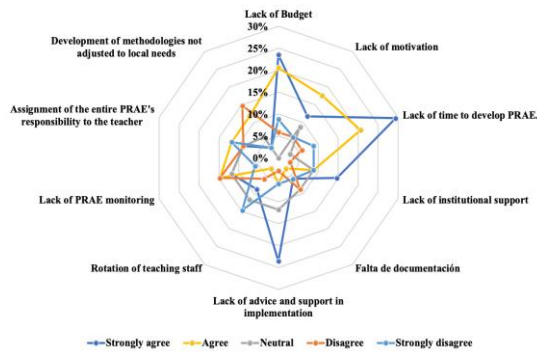 Lack of Budget
30%
25%
20%
15%
10%
5%
0%
Lack of motivation
Lack of time to develop PRAE.
Lack of institutional support
Falta de documentación
Lack of advice and support in
implementation
Rotation of teaching staff
Lack of PRAE monitoring
Assignment of the entire PRAE's
responsibility to the teacher
Development of methodologies not
adjusted to local needs
Strongly agree
Agree
Neutral
Disagree
Strongly disagree